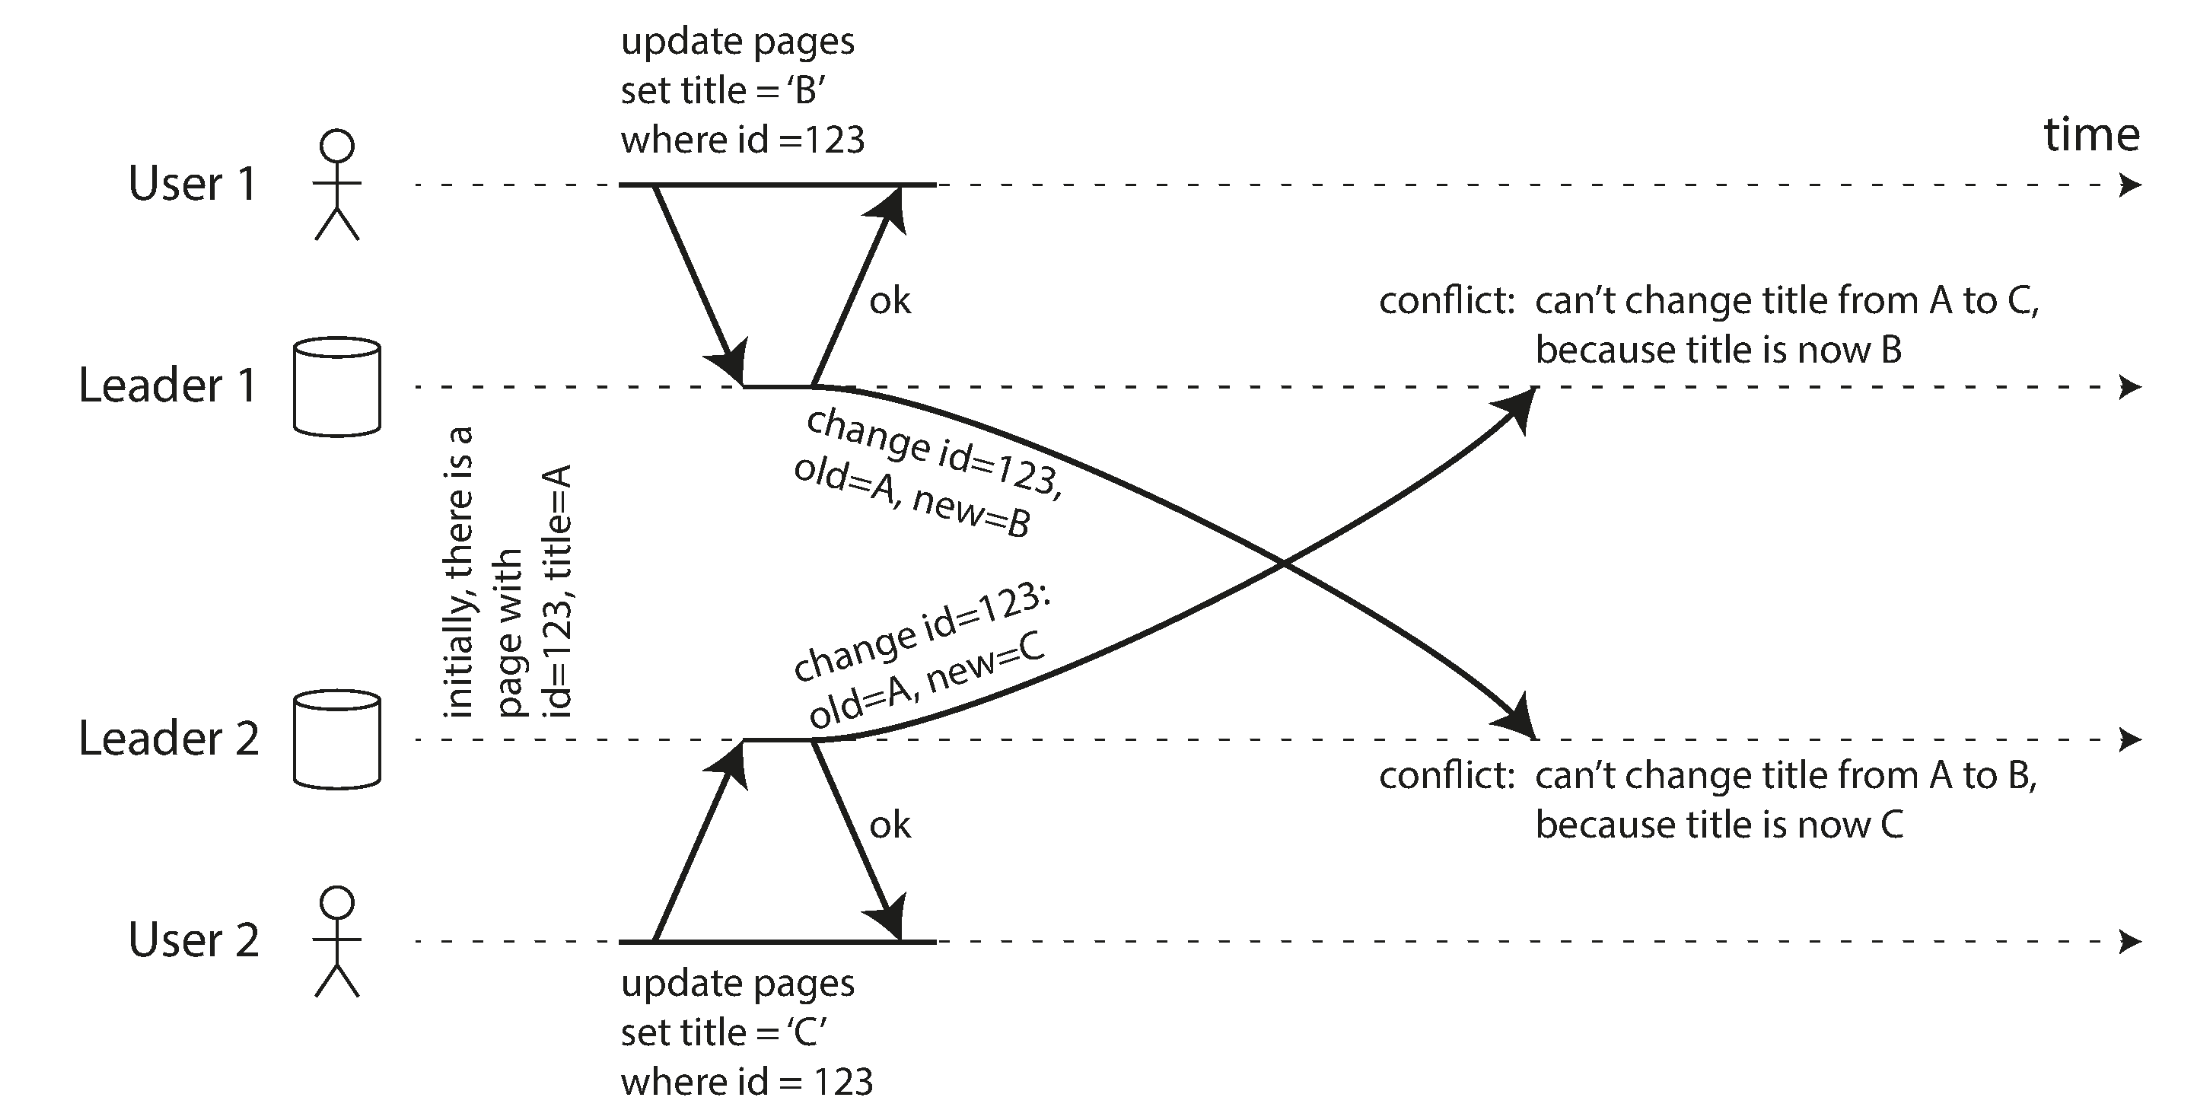 update pages
set title = ‘B’
where id =123
time
User 1
ok
conflict: can’t change title from A to C,
because title is now B
Leader 1
change id=123,
old=A, new=B
initially, there is a
page with
id=123, title=A
change id=123:
old=A, new=C
Leader 2
conflict: can’t change title from A to B,
because title is now C
ok
User 2
update pages
set title = ‘C’
where id = 123